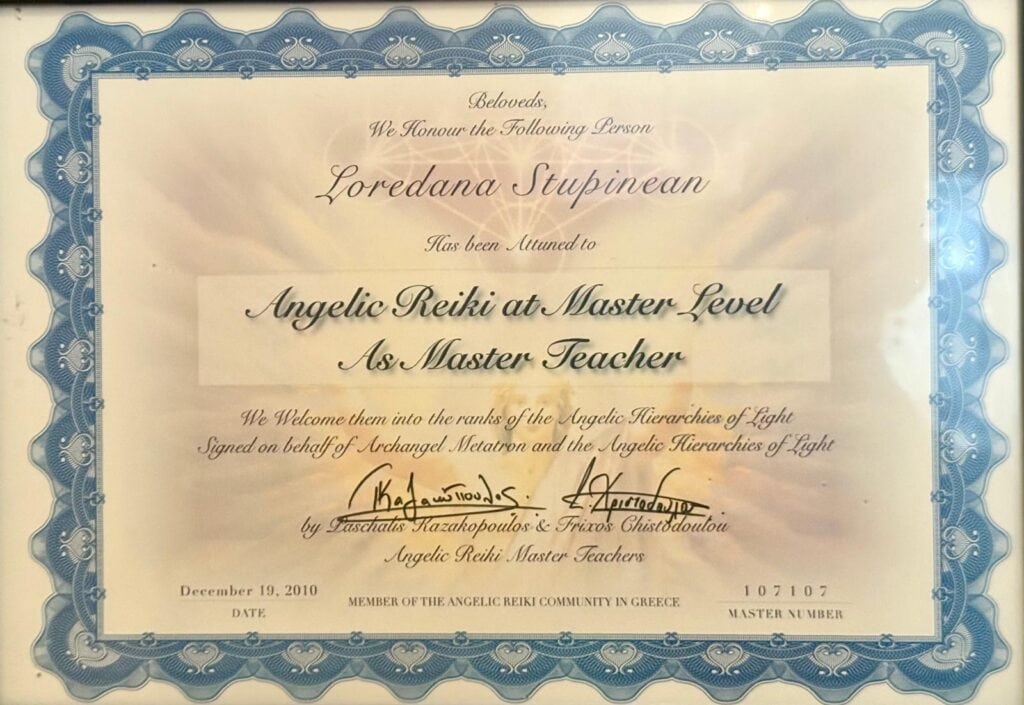 Beloveds,
We Honour the Following Person
Loredana Stupinean
Has been Attuned to
Angelic Reiki at Master Level
As Master Teacher
We Welcome them into the ranks of the Angelic Hierarchies of Light
Signed on behalf of Archangel Metatron and the Angelic Hierarchies of Light
Πκαζακόπουλος. Φ. Χριστοδούλου
by Paschalis Kazakopoulos & Frixos Chistodoulou
Angelic Reiki Master Teachers
December 19, 2010
DATE
MEMBER OF THE ANGELIC REIKI COMMUNITY IN GREECE
107107
MASTER NUMBER